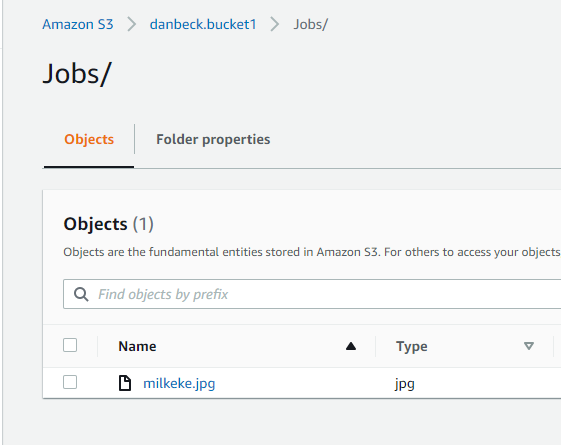 Amazon S3 > danbeck.bucket1 > Jobs/
Jobs/
Objects Folder properties
Objects (1)
Objects are the fundamental entities stored in Amazon S3. For others to access your objects
Find objects by prefix
Name Type
milkeke.jpg jpg